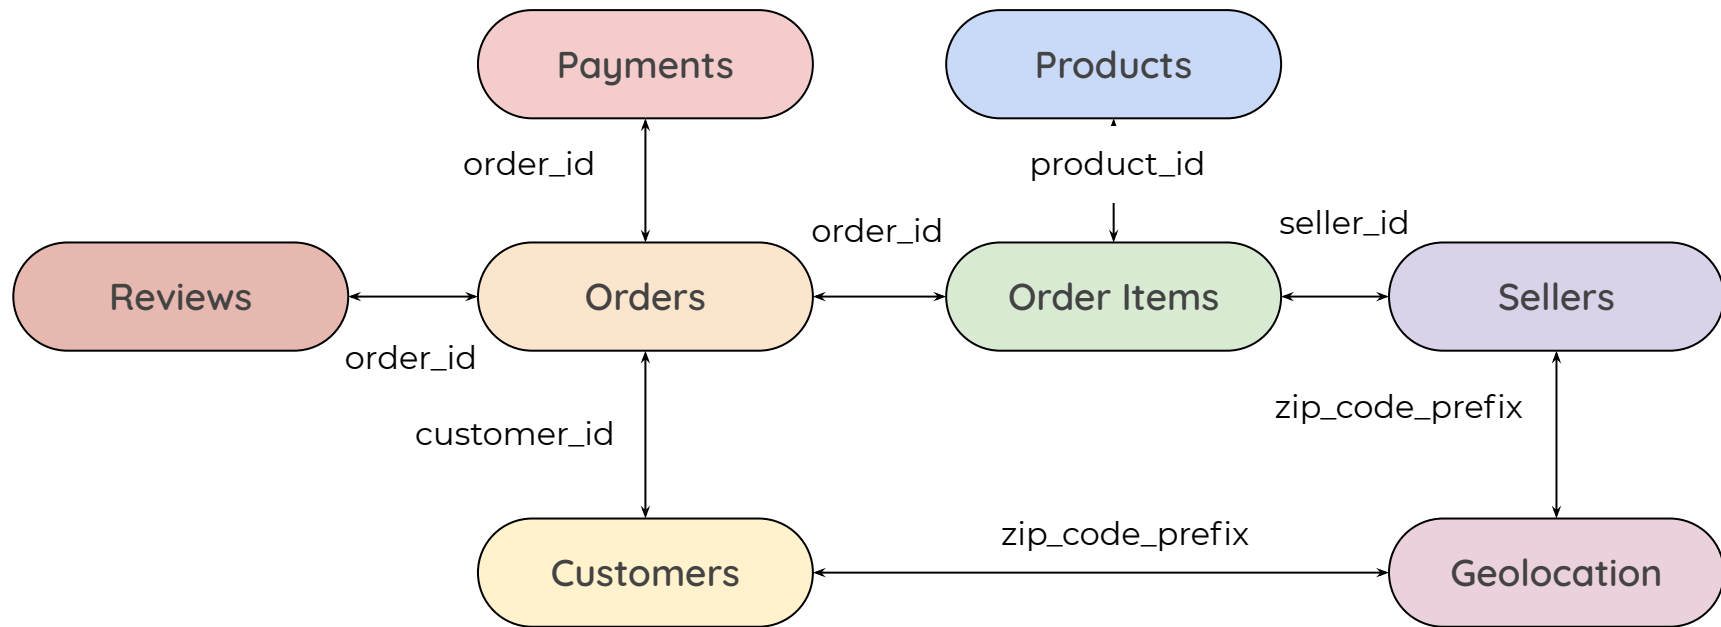 Payments
Products
order_id
product_id
order_id
seller_id
Reviews
Orders
Order Items
Sellers
order_id
zip_code_prefix
customer_id
zip_code_prefix
Customers
Geolocation